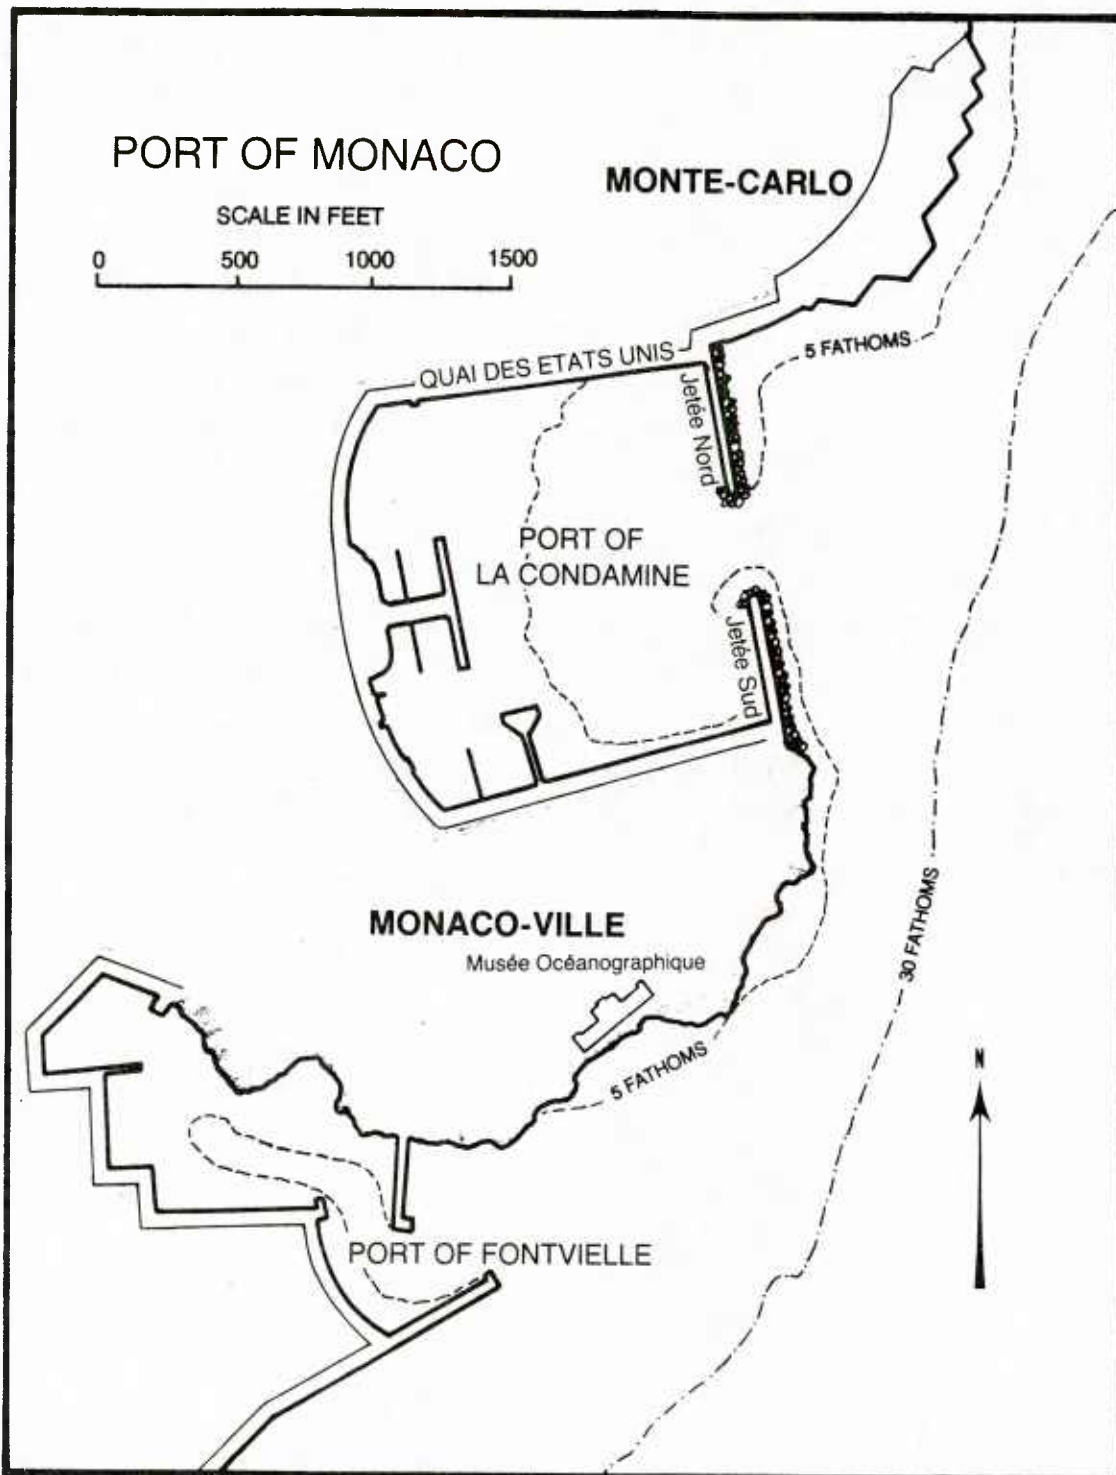 PORT OF MONACO
SCALE IN FEET
0 500 1000 1500
MONTE-CARLO
QUAI DES ETATS UNIS
5 FATHOMS
Jetée Nord
PORT OF
LA CONDAMINE
Jetée Sud
30 FATHOMS
MONACO-VILLE
Musée Océanographique
5 FATHOMS
N
PORT OF FONTVIELLE